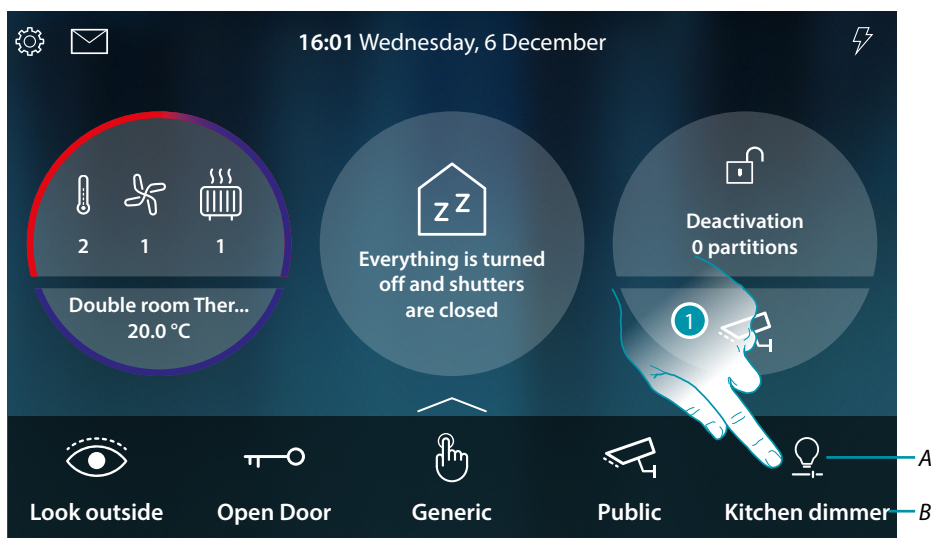 16:01 Wednesday, 6 December
2 1 1
Double room Ther...
20.0 °C
z Z
Everything is turned
off and shutters
are closed
Deactivation
0 partitions
1
A
Look outside Open Door Generic Public Kitchen dimmer B